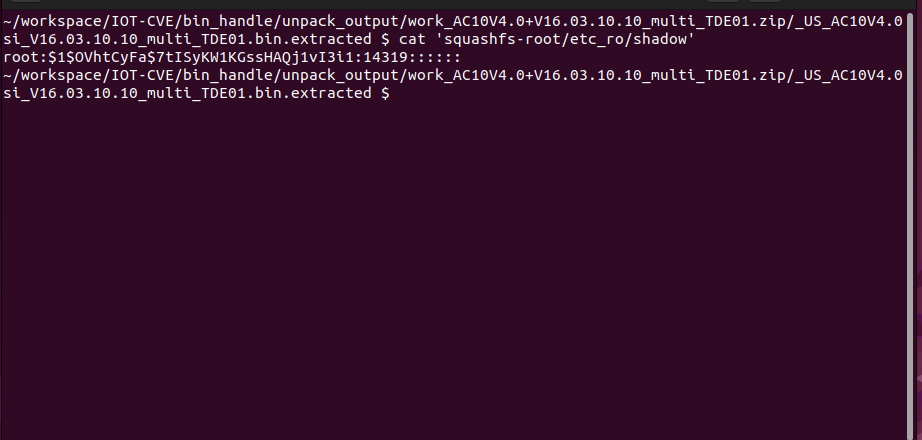 ~/workspace/IOT-CVE/bin_handle/unpack_output/work_AC10V4.0+V16.03.10.10_multi_TDE01.zip/_US_AC10V4.0
si_V16.03.10.10_multi_TDE01.bin.extracted $ cat 'squashfs-root/etc_ro/shadow'
root:$1$OVhtCyFa$7tISyKW1KGssHAQj1vI3i1:14319::::::
~/workspace/IOT-CVE/bin_handle/unpack_output/work_AC10V4.0+V16.03.10.10_multi_TDE01.zip/_US_AC10V4.0
si_V16.03.10.10_multi_TDE01.bin.extracted $